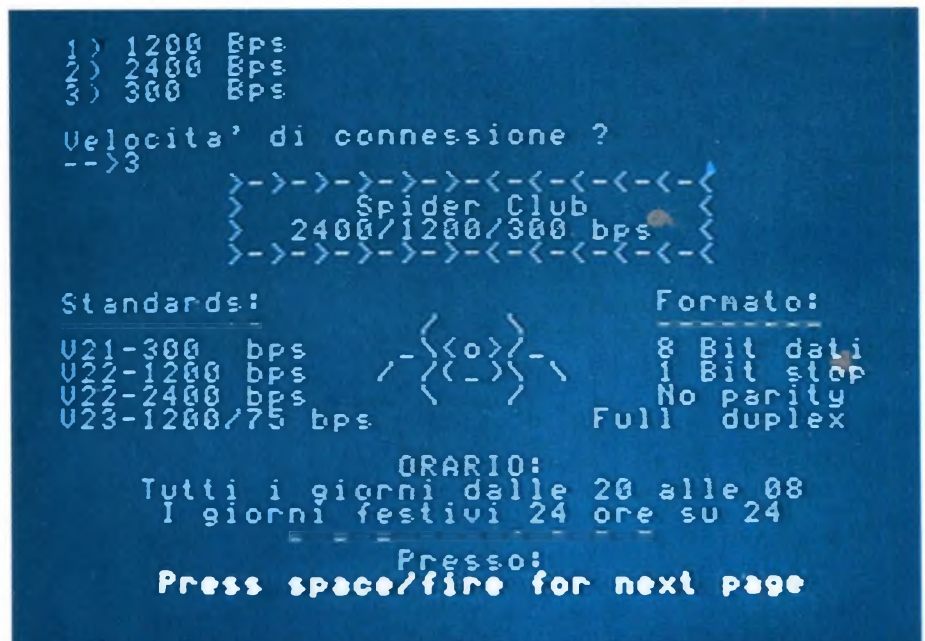 1) 1200 Bps
2) 2400 Bps
3) 300 Bps
Velocita' di connessione ?
-->3
>->->->->->-<-<-<-<-<-<
> Spider Club <
> 2400/1200/300 bps <
>->->->->->-<-<-<-<-<-<
Standards:
Formato:
V21-300 bps
V22-1200 bps
V22-2400 bps
V23-1200/75 bps
8 Bit dati
1 Bit stop
No parity
Full duplex
ORARIO:
Tutti i giorni dalle 20 alle 08
I giorni festivi 24 ore su 24
Presso:
Press space/fire for next page